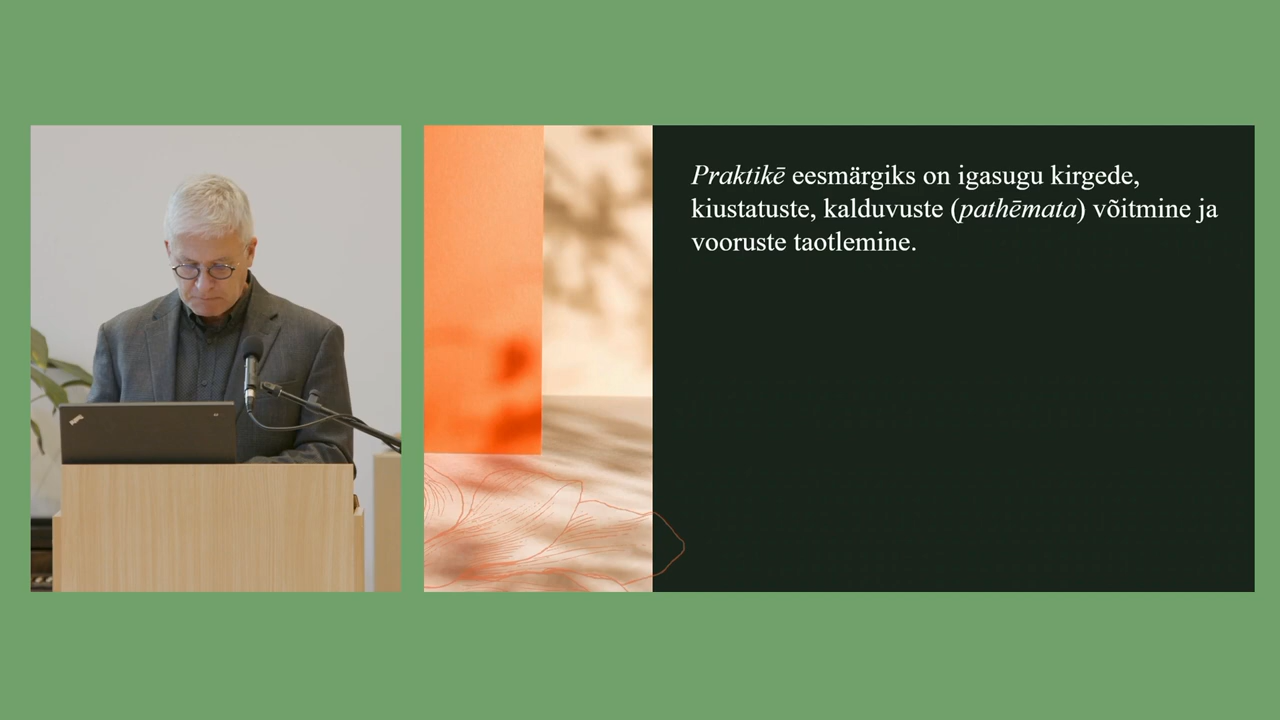 Praktikē eesmärgiks on igasugu kirgede,
kiustatuste, kalduvuste (pathēmata) võitmine ja
vooruste taotlemine.